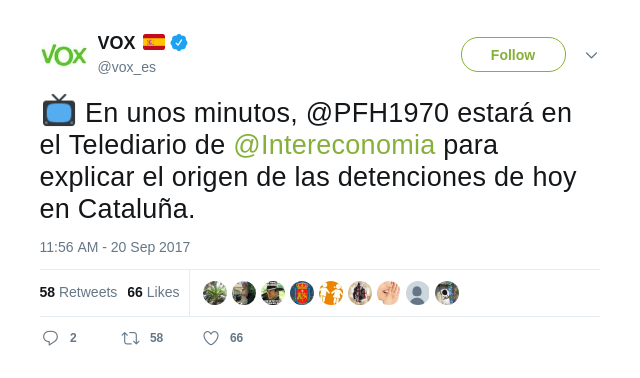 VOX
VOX 🇪🇸
@vox_es
Follow
📺 En unos minutos, @PFH1970 estará en
el Telediario de @Intereconomia para
explicar el origen de las detenciones de hoy
en Cataluña.
11:56 AM - 20 Sep 2017
58 Retweets 66 Likes
2 58 66